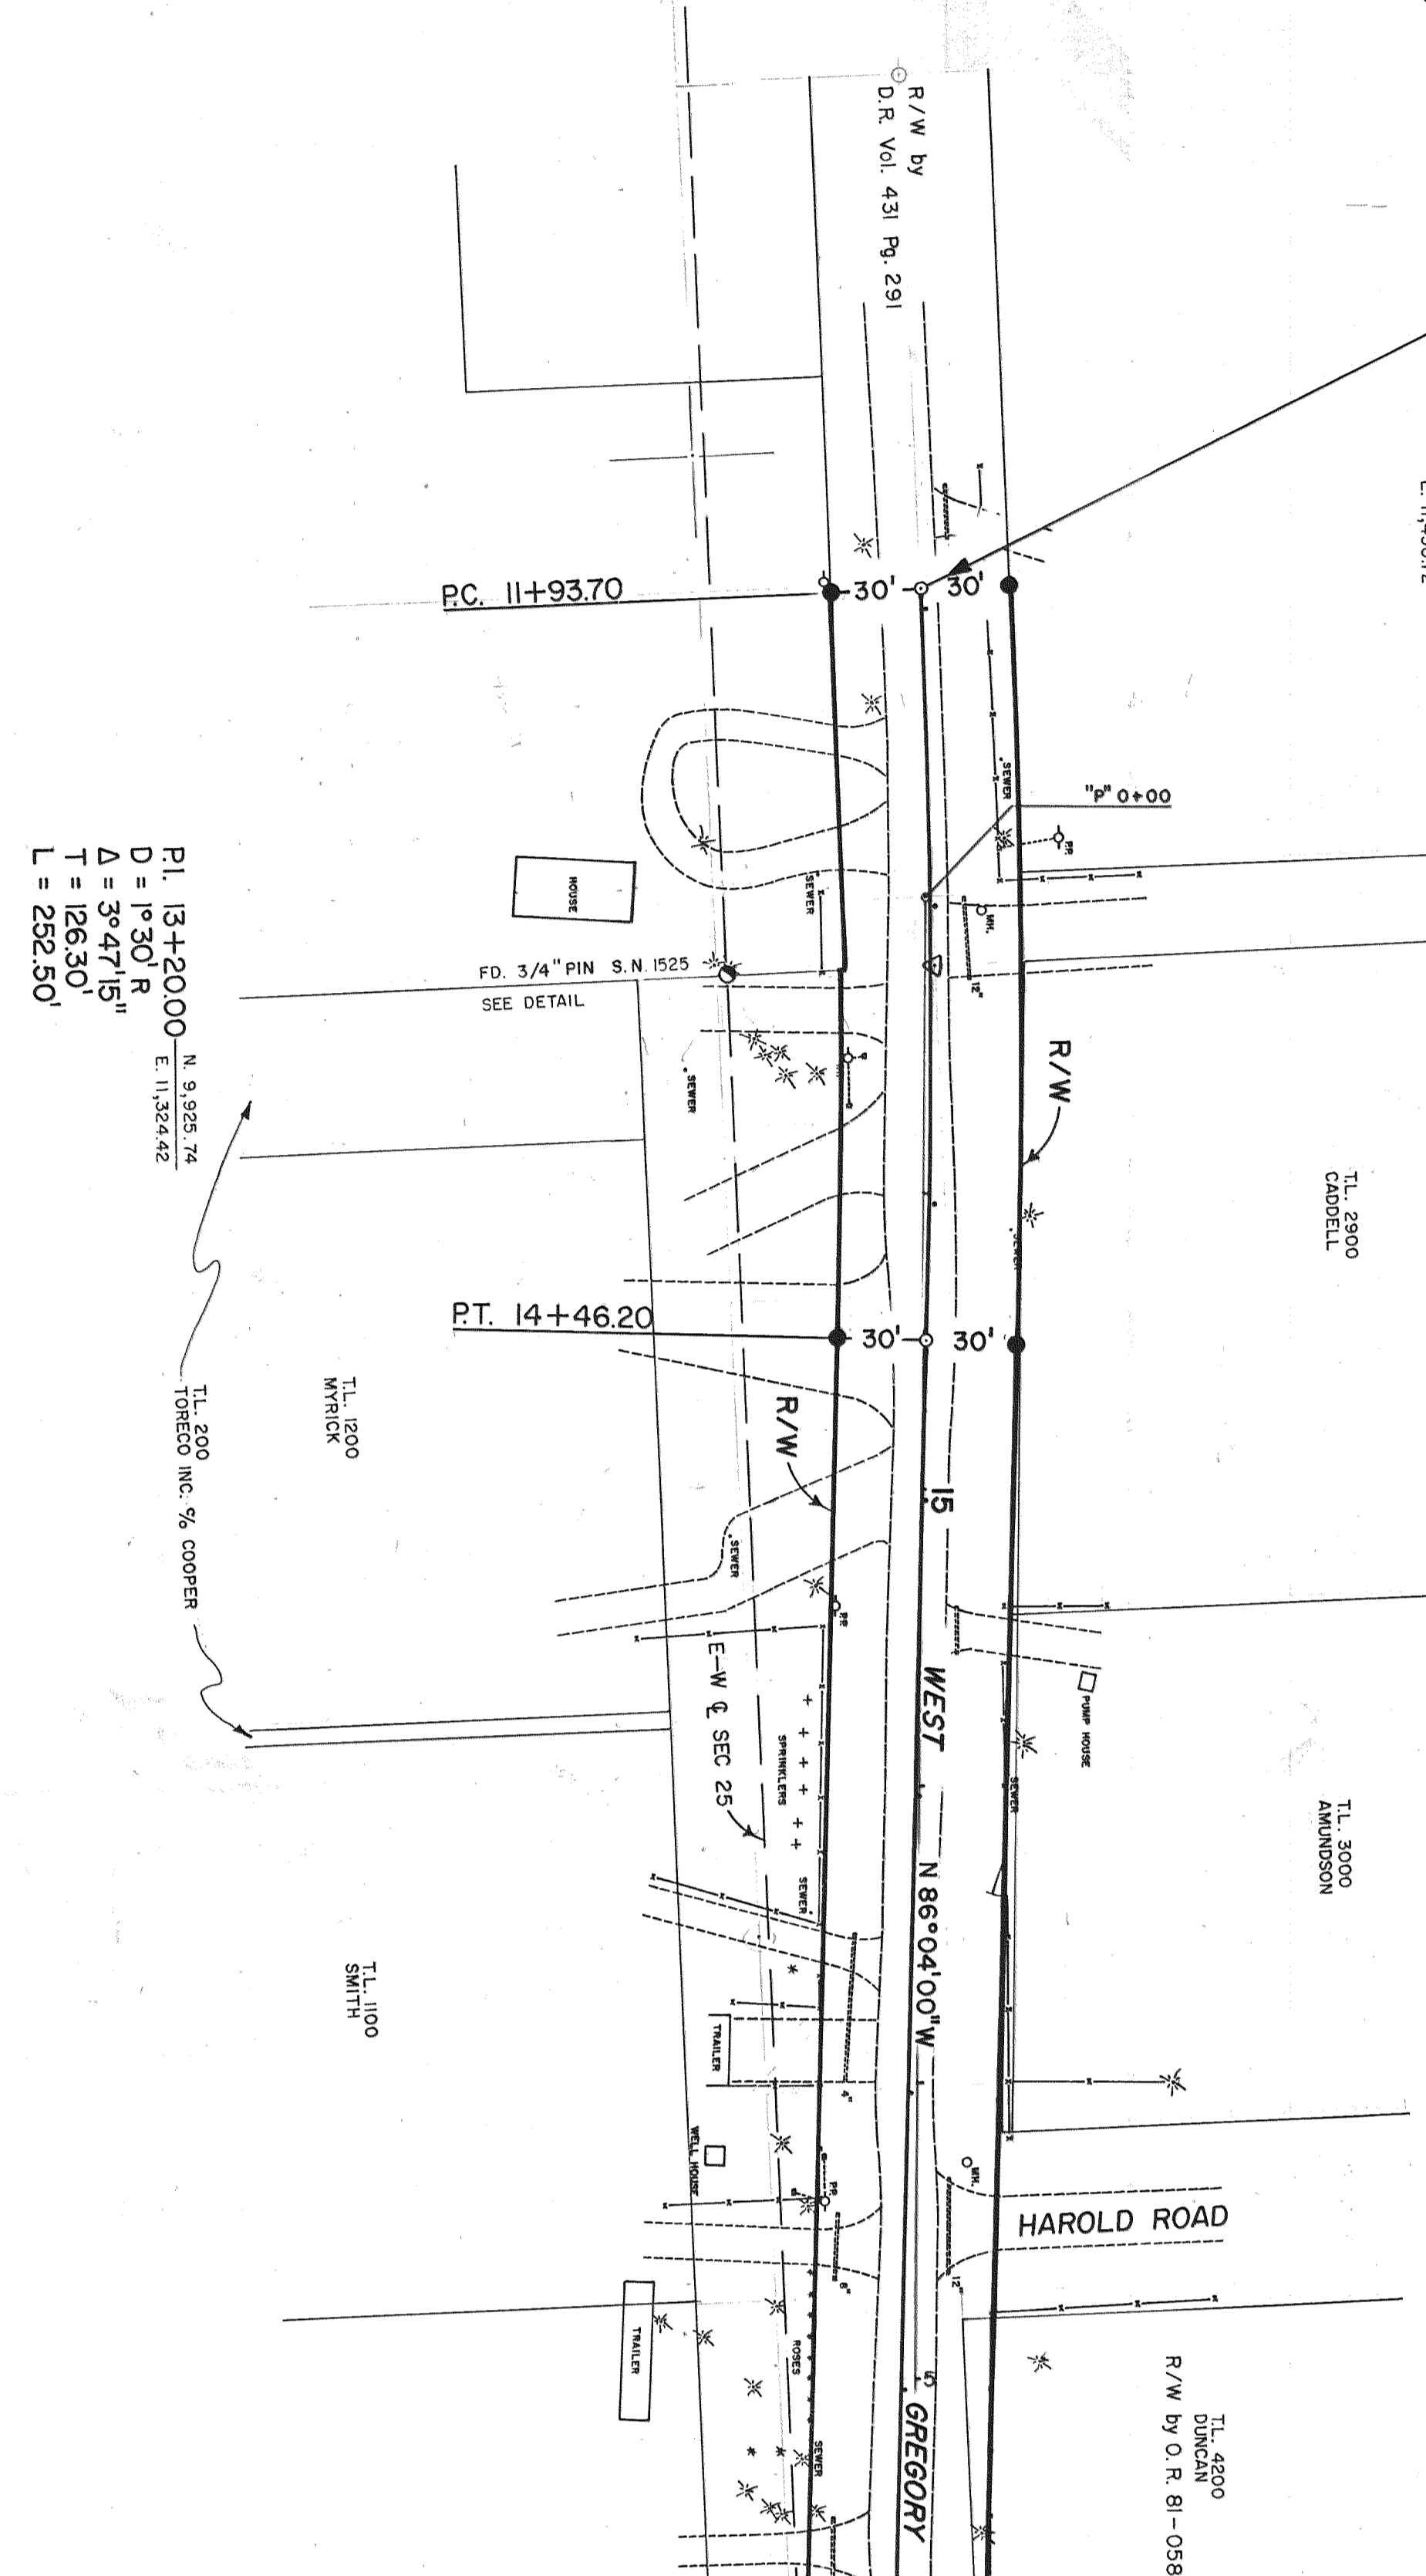 R/W by
D.R. Vol. 431 Pg. 291
P.C. 11+93.70
30'
30'
SEWER
"P" 0+00
P.P.
HOUSE
SEWER
MH.
12"
FD. 3/4" PIN S.N. 1525
SEE DETAIL
P.I. 13+20.00
N. 9,925.74
E. 11,324.42
D = 1°30' R
Δ = 3°47'15"
T = 126.30'
L = 252.50'
SEWER
R/W
T.L. 2900
CADDELL
SEWER
P.T. 14+46.20
30'
30'
T.L. 1200
MYRICK
T.L. 200
TORECO INC. % COOPER
R/W
15
SEWER
P.P.
E-W ℄ SEC 25
SPRINKLERS
SEWER
WEST
PUMP HOUSE
SEWER
T.L. 3000
AMUNDSON
N 86°04'00"W
T.L. 1100
SMITH
TRAILER
4"
WELL HOUSE
P.P.
MH.
HAROLD ROAD
6"
12"
TRAILER
ROSES
5
GREGORY
SEWER
T.L. 4200
DUNCAN
R/W by O.R. 81-058